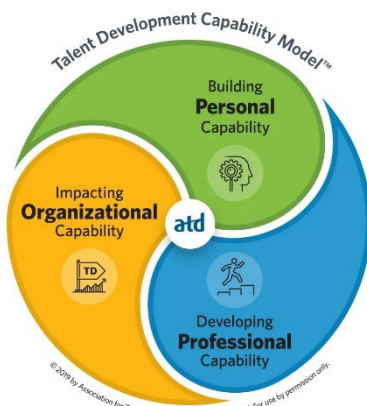 Talent Development Capability Model™
Building
Personal
Capability
Impacting
Organizational
Capability
TD
atd
Developing
Professional
Capability
© 2019 by Association for
for use by permission only.